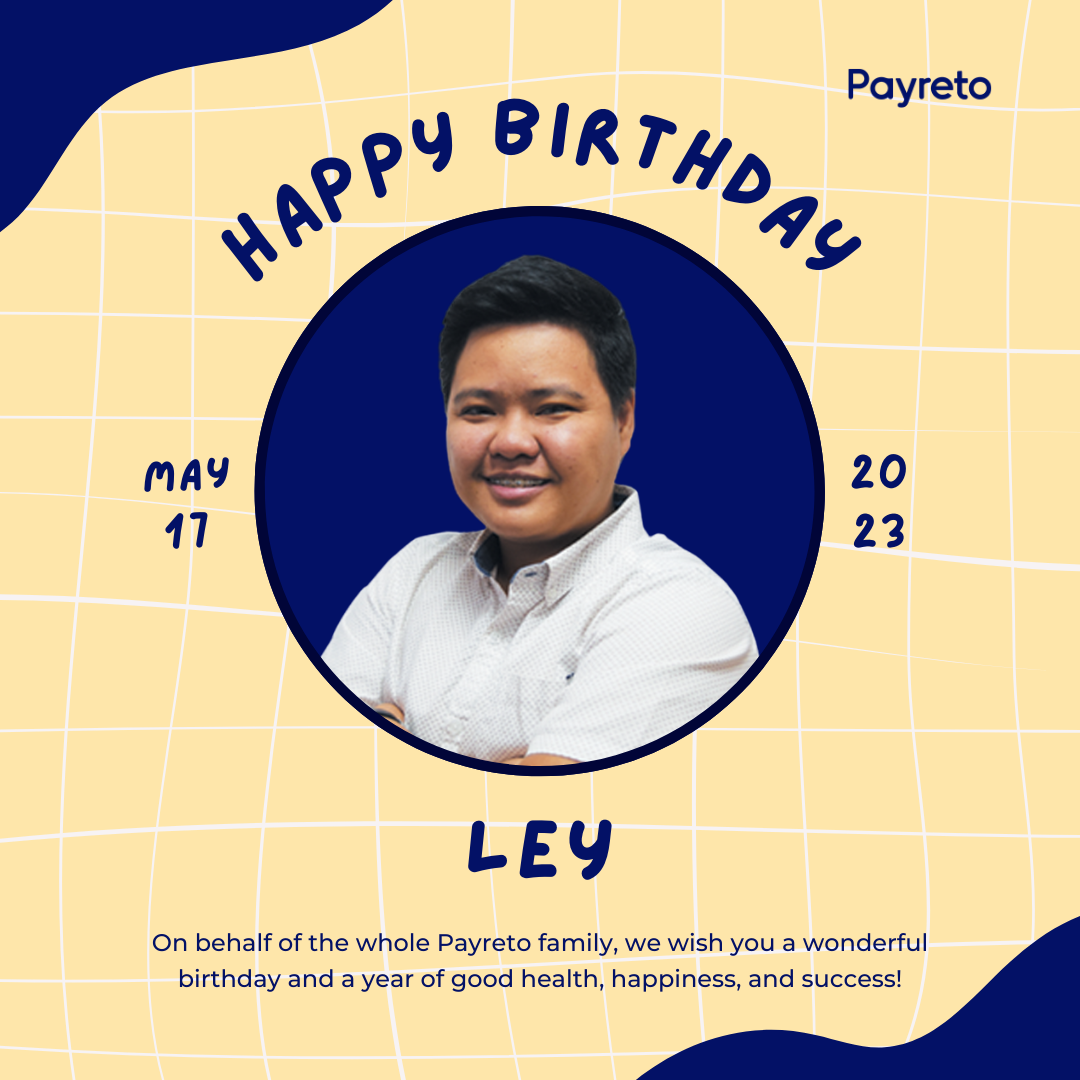 Payreto
HAPPY BIRTHDAY
MAY
17
20
23
LEY
On behalf of the whole Payreto family, we wish you a wonderful
birthday and a year of good health, happiness, and success!